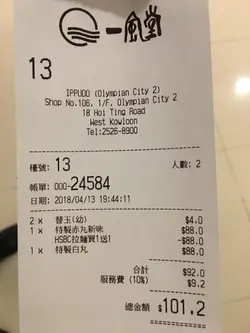 一風堂
13
IPPUDO (Olympian City 2)
Shop No.106, 1/F, Olympian City 2
18 Hoi Ting Road
West Kowloon
Tel:2526-8900
檯號: 13 人數: 2
帳單: 000-24584
日期: 2018/04/13 19:44:11
2 × 替玉(幼) $4.0
1 × 特製赤丸新味 $88.0
HSBC拉麵買1送1 -$88.0
1 × 特製白丸 $88.0
合計 $92.0
服務費 (10%) $9.2
總金額 $101.2